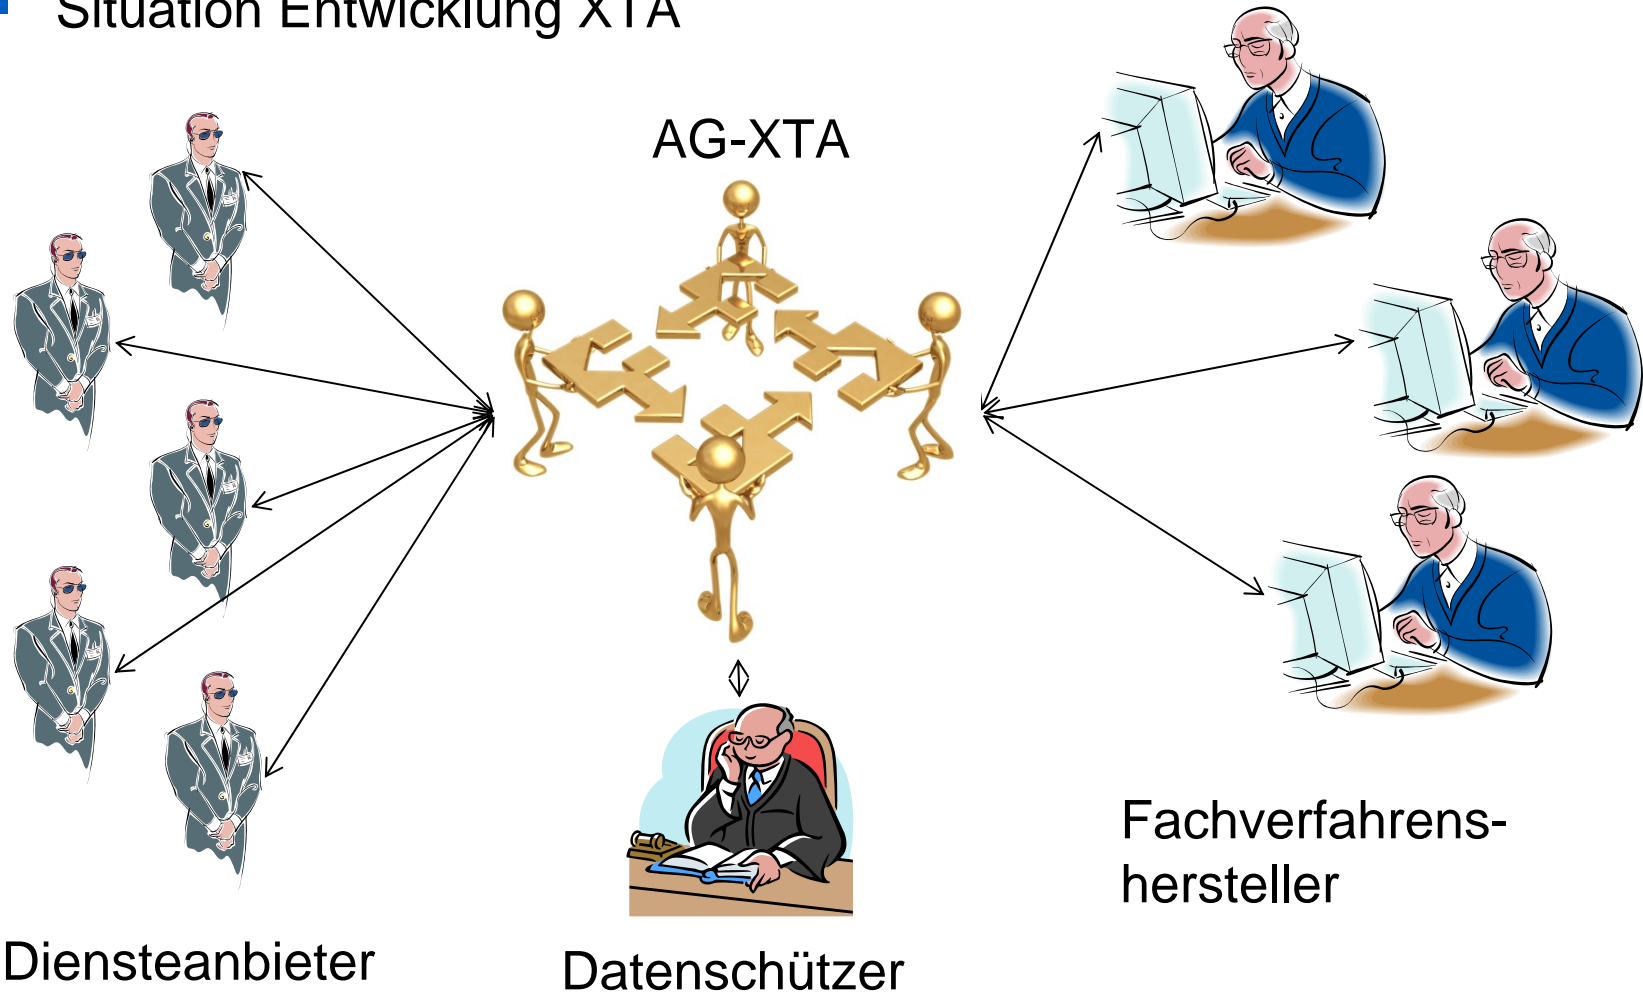 Situation Entwicklung XTA
AG-XTA
Fachverfahrens-
hersteller
Diensteanbieter
Datenschützer